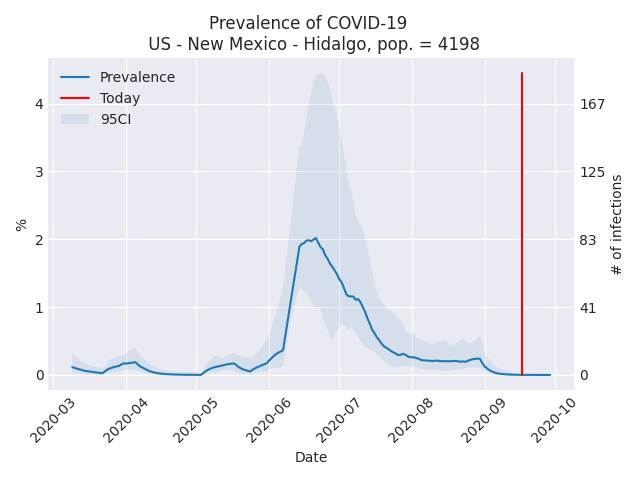 Prevalence of COVID-19
US - New Mexico - Hidalgo, pop. = 4198
Prevalence
Today
95CI
4
3
2
1
0
%
167
125
83
41
0
# of infections
2020-03
2020-04
2020-05
2020-06
2020-07
2020-08
2020-09
2020-10
Date